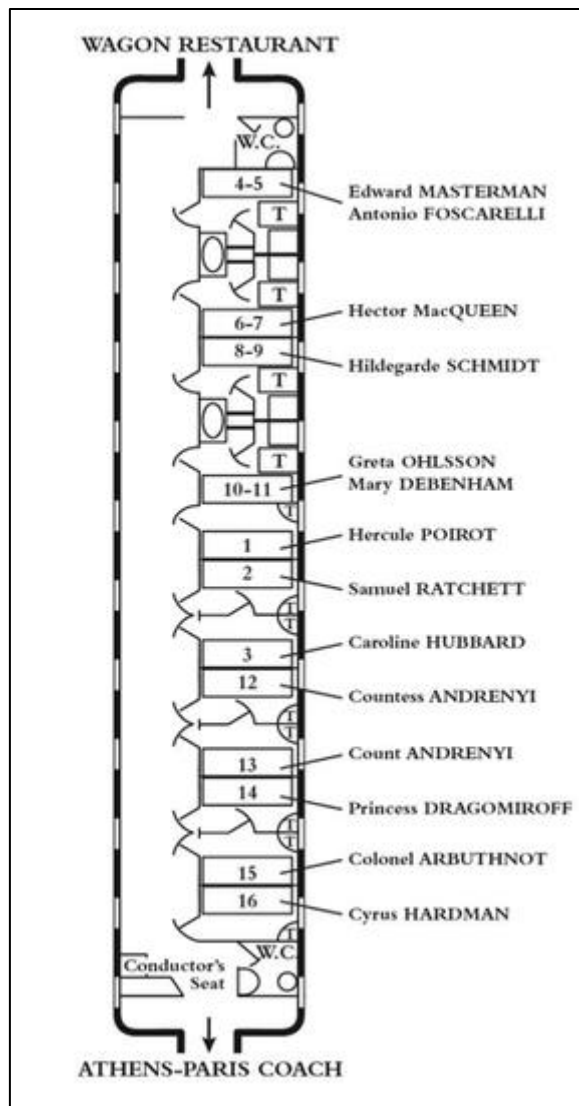 WAGON RESTAURANT
W.C.
4-5
Edward MASTERMAN
Antonio FOSCARELLI
T
T
6-7
Hector MacQUEEN
8-9
Hildegarde SCHMIDT
T
T
Greta OHLSSON
10-11
Mary DEBENHAM
T
1
Hercule POIROT
2
Samuel RATCHETT
T
T
3
Caroline HUBBARD
12
Countess ANDRENYI
T
T
13
Count ANDRENYI
14
Princess DRAGOMIROFF
T
T
15
Colonel ARBUTHNOT
16
Cyrus HARDMAN
T
W.C.
Conductor's
Seat
ATHENS-PARIS COACH